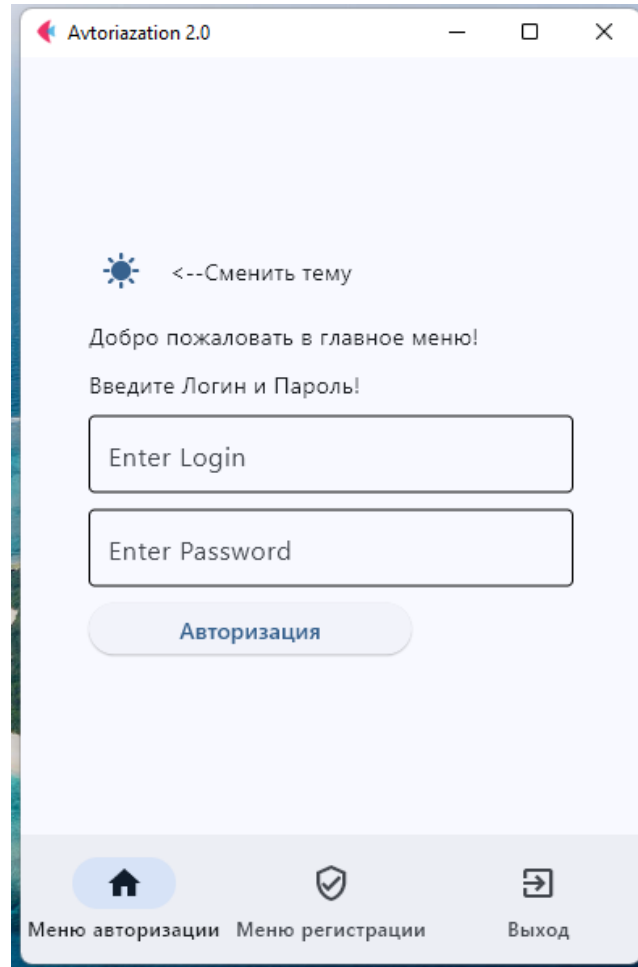 Avtoriazation 2.0
<--Сменить тему
Добро пожаловать в главное меню!
Введите Логин и Пароль!
Enter Login
Enter Password
Авторизация
Меню авторизации Меню регистрации Выход